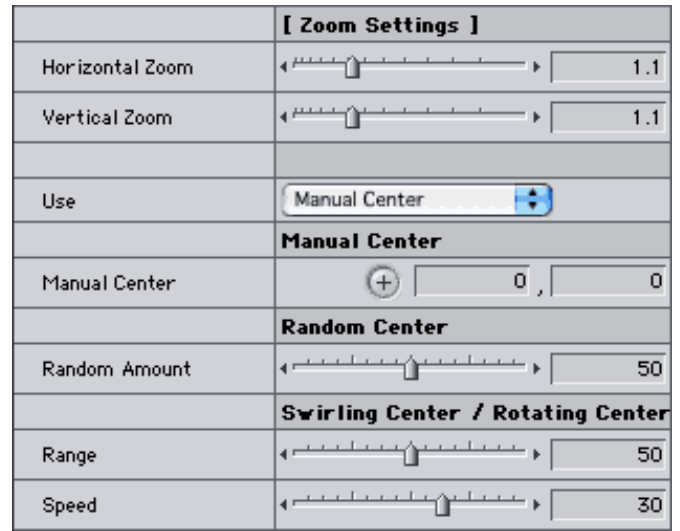 [ Zoom Settings ]
Horizontal Zoom 1.1
Vertical Zoom 1.1
Use Manual Center
Manual Center
Manual Center 0 , 0
Random Center
Random Amount 50
Swirling Center / Rotating Center
Range 50
Speed 30